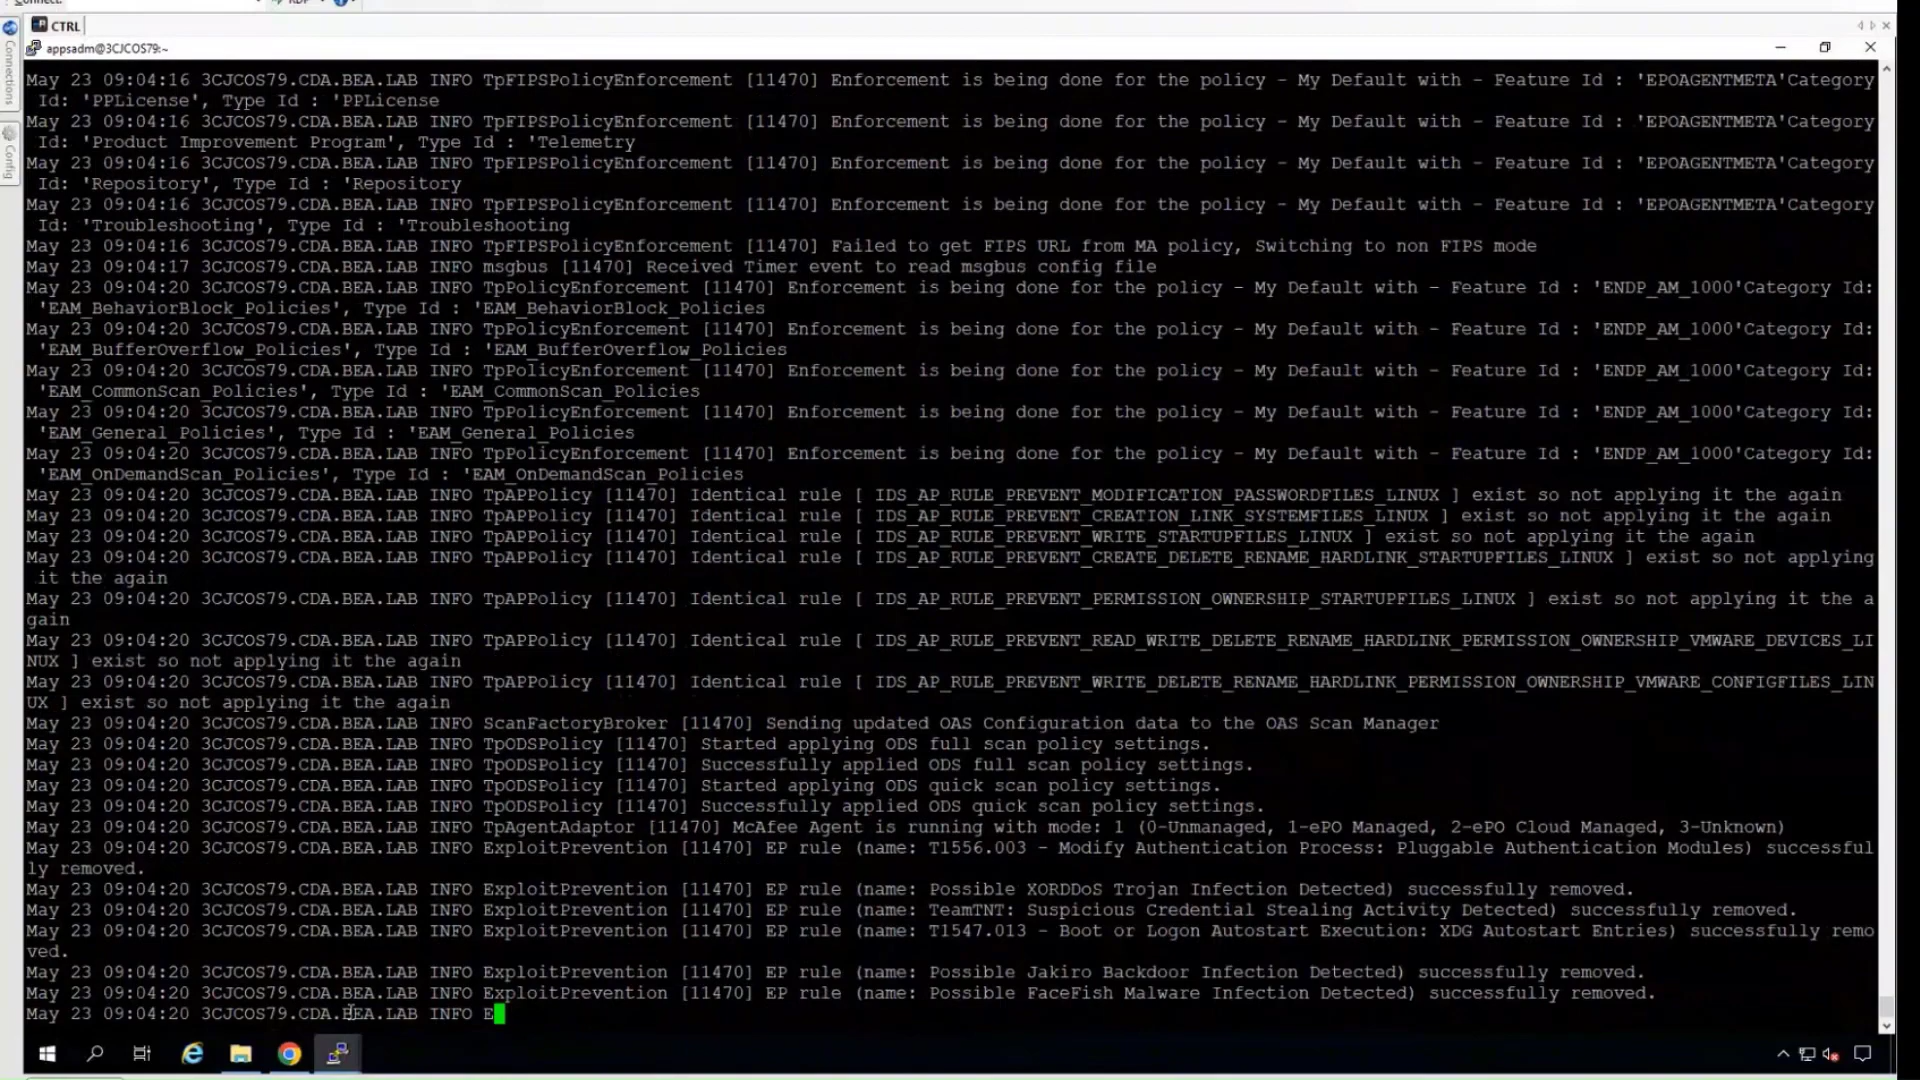 Connect:
RDP
CTRL
appsadm@3CJCOS79:~
Connections
Config
May 23 09:04:16 3CJCOS79.CDA.BEA.LAB INFO TpFIPSPolicyEnforcement [11470] Enforcement is being done for the policy - My Default with - Feature Id : 'EPOAGENTMETA'Category
Id: 'PPLicense', Type Id : 'PPLicense
May 23 09:04:16 3CJCOS79.CDA.BEA.LAB INFO TpFIPSPolicyEnforcement [11470] Enforcement is being done for the policy - My Default with - Feature Id : 'EPOAGENTMETA'Category
Id: 'Product Improvement Program', Type Id : 'Telemetry
May 23 09:04:16 3CJCOS79.CDA.BEA.LAB INFO TpFIPSPolicyEnforcement [11470] Enforcement is being done for the policy - My Default with - Feature Id : 'EPOAGENTMETA'Category
Id: 'Repository', Type Id : 'Repository
May 23 09:04:16 3CJCOS79.CDA.BEA.LAB INFO TpFIPSPolicyEnforcement [11470] Enforcement is being done for the policy - My Default with - Feature Id : 'EPOAGENTMETA'Category
Id: 'Troubleshooting', Type Id : 'Troubleshooting
May 23 09:04:16 3CJCOS79.CDA.BEA.LAB INFO TpFIPSPolicyEnforcement [11470] Failed to get FIPS URL from MA policy, Switching to non FIPS mode
May 23 09:04:17 3CJCOS79.CDA.BEA.LAB INFO msgbus [11470] Received Timer event to read msgbus config file
May 23 09:04:20 3CJCOS79.CDA.BEA.LAB INFO TpPolicyEnforcement [11470] Enforcement is being done for the policy - My Default with - Feature Id : 'ENDP_AM_1000'Category Id:
'EAM_BehaviorBlock_Policies', Type Id : 'EAM_BehaviorBlock_Policies
May 23 09:04:20 3CJCOS79.CDA.BEA.LAB INFO TpPolicyEnforcement [11470] Enforcement is being done for the policy - My Default with - Feature Id : 'ENDP_AM_1000'Category Id:
'EAM_BufferOverflow_Policies', Type Id : 'EAM_BufferOverflow_Policies
May 23 09:04:20 3CJCOS79.CDA.BEA.LAB INFO TpPolicyEnforcement [11470] Enforcement is being done for the policy - My Default with - Feature Id : 'ENDP_AM_1000'Category Id:
'EAM_CommonScan_Policies', Type Id : 'EAM_CommonScan_Policies
May 23 09:04:20 3CJCOS79.CDA.BEA.LAB INFO TpPolicyEnforcement [11470] Enforcement is being done for the policy - My Default with - Feature Id : 'ENDP_AM_1000'Category Id:
'EAM_General_Policies', Type Id : 'EAM_General_Policies
May 23 09:04:20 3CJCOS79.CDA.BEA.LAB INFO TpPolicyEnforcement [11470] Enforcement is being done for the policy - My Default with - Feature Id : 'ENDP_AM_1000'Category Id:
'EAM_OnDemandScan_Policies', Type Id : 'EAM_OnDemandScan_Policies
May 23 09:04:20 3CJCOS79.CDA.BEA.LAB INFO TpAPPolicy [11470] Identical rule [ IDS_AP_RULE_PREVENT_MODIFICATION_PASSWORDFILES_LINUX ] exist so not applying it the again
May 23 09:04:20 3CJCOS79.CDA.BEA.LAB INFO TpAPPolicy [11470] Identical rule [ IDS_AP_RULE_PREVENT_CREATION_LINK_SYSTEMFILES_LINUX ] exist so not applying it the again
May 23 09:04:20 3CJCOS79.CDA.BEA.LAB INFO TpAPPolicy [11470] Identical rule [ IDS_AP_RULE_PREVENT_WRITE_STARTUPFILES_LINUX ] exist so not applying it the again
May 23 09:04:20 3CJCOS79.CDA.BEA.LAB INFO TpAPPolicy [11470] Identical rule [ IDS_AP_RULE_PREVENT_CREATE_DELETE_RENAME_HARDLINK_STARTUPFILES_LINUX ] exist so not applying
it the again
May 23 09:04:20 3CJCOS79.CDA.BEA.LAB INFO TpAPPolicy [11470] Identical rule [ IDS_AP_RULE_PREVENT_PERMISSION_OWNERSHIP_STARTUPFILES_LINUX ] exist so not applying it the a
gain
May 23 09:04:20 3CJCOS79.CDA.BEA.LAB INFO TpAPPolicy [11470] Identical rule [ IDS_AP_RULE_PREVENT_READ_WRITE_DELETE_RENAME_HARDLINK_PERMISSION_OWNERSHIP_VMWARE_DEVICES_LI
NUX ] exist so not applying it the again
May 23 09:04:20 3CJCOS79.CDA.BEA.LAB INFO TpAPPolicy [11470] Identical rule [ IDS_AP_RULE_PREVENT_WRITE_DELETE_RENAME_HARDLINK_PERMISSION_OWNERSHIP_VMWARE_CONFIGFILES_LIN
UX ] exist so not applying it the again
May 23 09:04:20 3CJCOS79.CDA.BEA.LAB INFO ScanFactoryBroker [11470] Sending updated OAS Configuration data to the OAS Scan Manager
May 23 09:04:20 3CJCOS79.CDA.BEA.LAB INFO TpODSPolicy [11470] Started applying ODS full scan policy settings.
May 23 09:04:20 3CJCOS79.CDA.BEA.LAB INFO TpODSPolicy [11470] Successfully applied ODS full scan policy settings.
May 23 09:04:20 3CJCOS79.CDA.BEA.LAB INFO TpODSPolicy [11470] Started applying ODS quick scan policy settings.
May 23 09:04:20 3CJCOS79.CDA.BEA.LAB INFO TpODSPolicy [11470] Successfully applied ODS quick scan policy settings.
May 23 09:04:20 3CJCOS79.CDA.BEA.LAB INFO TpAgentAdaptor [11470] McAfee Agent is running with mode: 1 (0-Unmanaged, 1-ePO Managed, 2-ePO Cloud Managed, 3-Unknown)
May 23 09:04:20 3CJCOS79.CDA.BEA.LAB INFO ExploitPrevention [11470] EP rule (name: T1556.003 - Modify Authentication Process: Pluggable Authentication Modules) successful
ly removed.
May 23 09:04:20 3CJCOS79.CDA.BEA.LAB INFO ExploitPrevention [11470] EP rule (name: Possible XORDDoS Trojan Infection Detected) successfully removed.
May 23 09:04:20 3CJCOS79.CDA.BEA.LAB INFO ExploitPrevention [11470] EP rule (name: TeamTNT: Suspicious Credential Stealing Activity Detected) successfully removed.
May 23 09:04:20 3CJCOS79.CDA.BEA.LAB INFO ExploitPrevention [11470] EP rule (name: T1547.013 - Boot or Logon Autostart Execution: XDG Autostart Entries) successfully remo
ved.
May 23 09:04:20 3CJCOS79.CDA.BEA.LAB INFO ExploitPrevention [11470] EP rule (name: Possible Jakiro Backdoor Infection Detected) successfully removed.
May 23 09:04:20 3CJCOS79.CDA.BEA.LAB INFO ExploitPrevention [11470] EP rule (name: Possible FaceFish Malware Infection Detected) successfully removed.
May 23 09:04:20 3CJCOS79.CDA.BEA.LAB INFO E